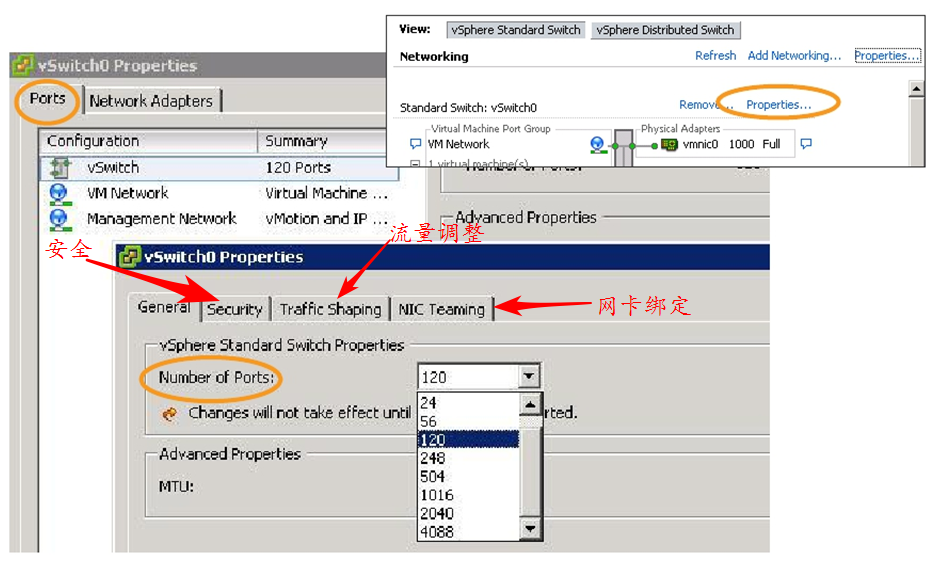 View: vSphere Standard Switch vSphere Distributed Switch
Networking Refresh Add Networking... Properties...
Standard Switch: vSwitch0 Remove... Properties...
Virtual Machine Port Group Physical Adapters
VM Network vmnic0 1000 Full
1 virtual machine(s)
vSwitch0 Properties
Ports Network Adapters
Configuration Summary
vSwitch 120 Ports
VM Network Virtual Machine ...
Management Network vMotion and IP ...
Number of Ports:
Advanced Properties
安全
流量调整
vSwitch0 Properties
General Security Traffic Shaping NIC Teaming
网卡绑定
vSphere Standard Switch Properties
Number of Ports: 120
Changes will not take effect until
24
56
120
248
504
1016
2040
4088
Advanced Properties
MTU: